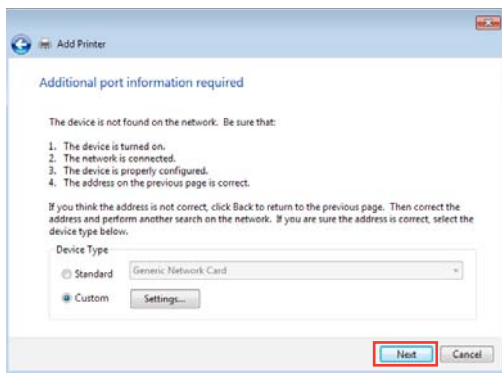 Add Printer
Additional port information required
The device is not found on the network. Be sure that:
1. The device is turned on.
2. The network is connected.
3. The device is properly configured.
4. The address on the previous page is correct.
If you think the address is not correct, click Back to return to the previous page. Then correct the
address and perform another search on the network. If you are sure the address is correct, select the
device type below.
Device Type
Standard Generic Network Card
Custom Settings...
Next Cancel